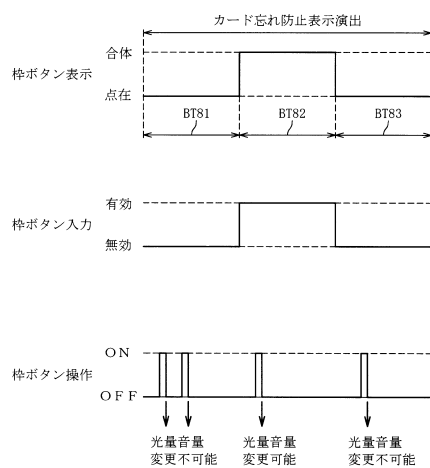 カード忘れ防止表示演出
合体
枠ボタン表示
点在
BT81 BT82 BT83
有効
枠ボタン入力
無効
ON
枠ボタン操作
OFF
光量音量 光量音量 光量音量
変更不可能 変更可能 変更不可能